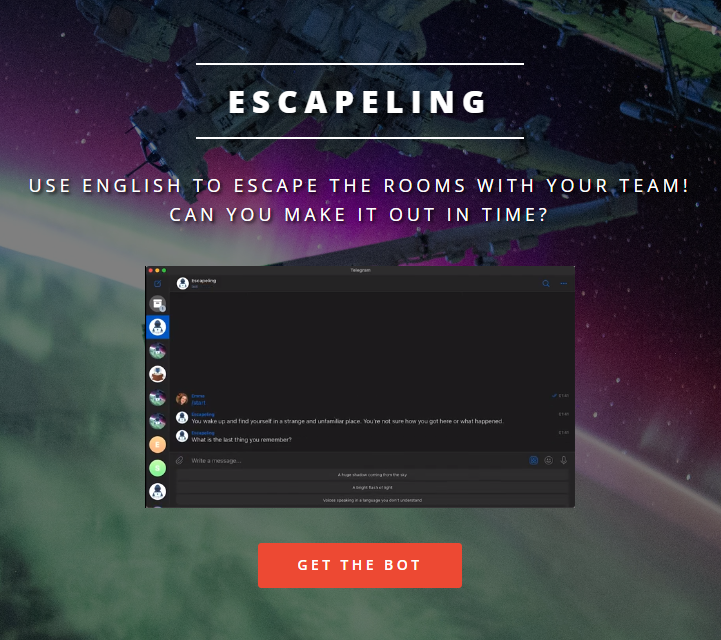 ESCAPELING
USE ENGLISH TO ESCAPE THE ROOMS WITH YOUR TEAM!
CAN YOU MAKE IT OUT IN TIME?
Telegram
Escapeling
bot
/start
Escapeling
You wake up and find yourself in a strange and unfamiliar place. You're not sure how you got here or what happened.
Escapeling
What is the last thing you remember?
Write a message...
A huge shadow coming from the sky
A bright flash of light
Voices speaking in a language you don't understand
GET THE BOT